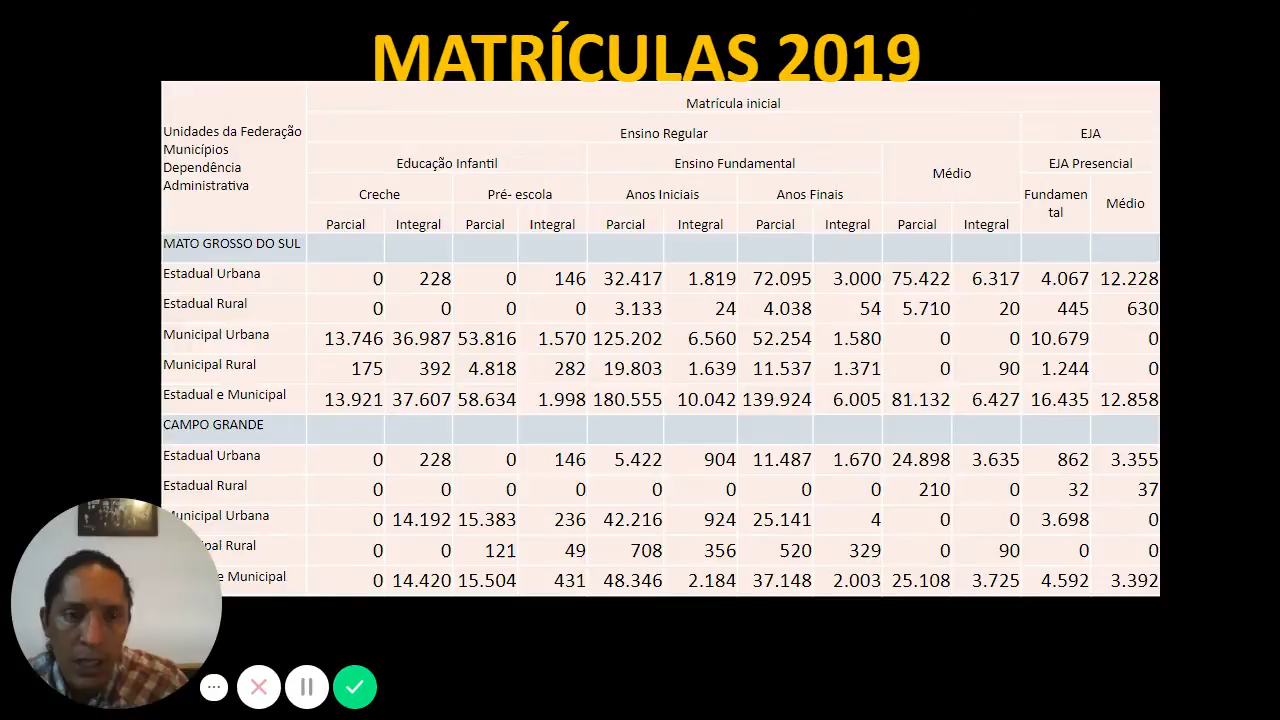 MATRÍCULAS 2019
Matrícula inicial
Unidades da Federação
Municípios
Dependência
Administrativa
Ensino Regular
EJA
Educação Infantil
Ensino Fundamental
Médio
EJA Presencial
Creche
Pré- escola
Anos Iniciais
Anos Finais
Fundamen
tal
Médio
Parcial Integral Parcial Integral Parcial Integral Parcial Integral Parcial Integral
MATO GROSSO DO SUL
Estadual Urbana 0 228 0 146 32.417 1.819 72.095 3.000 75.422 6.317 4.067 12.228
Estadual Rural 0 0 0 0 3.133 24 4.038 54 5.710 20 445 630
Municipal Urbana 13.746 36.987 53.816 1.570 125.202 6.560 52.254 1.580 0 0 10.679 0
Municipal Rural 175 392 4.818 282 19.803 1.639 11.537 1.371 0 90 1.244 0
Estadual e Municipal 13.921 37.607 58.634 1.998 180.555 10.042 139.924 6.005 81.132 6.427 16.435 12.858
CAMPO GRANDE
Estadual Urbana 0 228 0 146 5.422 904 11.487 1.670 24.898 3.635 862 3.355
Estadual Rural 0 0 0 0 0 0 0 0 210 0 32 37
Municipal Urbana 0 14.192 15.383 236 42.216 924 25.141 4 0 0 3.698 0
Rural 0 0 121 49 708 356 520 329 0 90 0 0
e Municipal 0 14.420 15.504 431 48.346 2.184 37.148 2.003 25.108 3.725 4.592 3.392